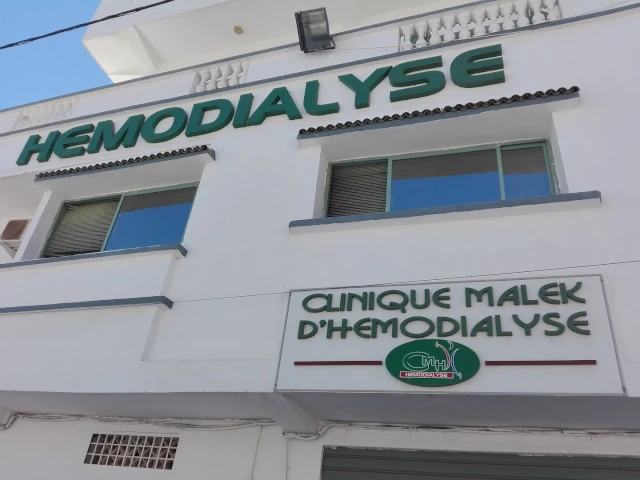 HEMODIALYSE
CLINIQUE MALEK
D'HEMODIALYSE
CMH
HEMODIALYSE